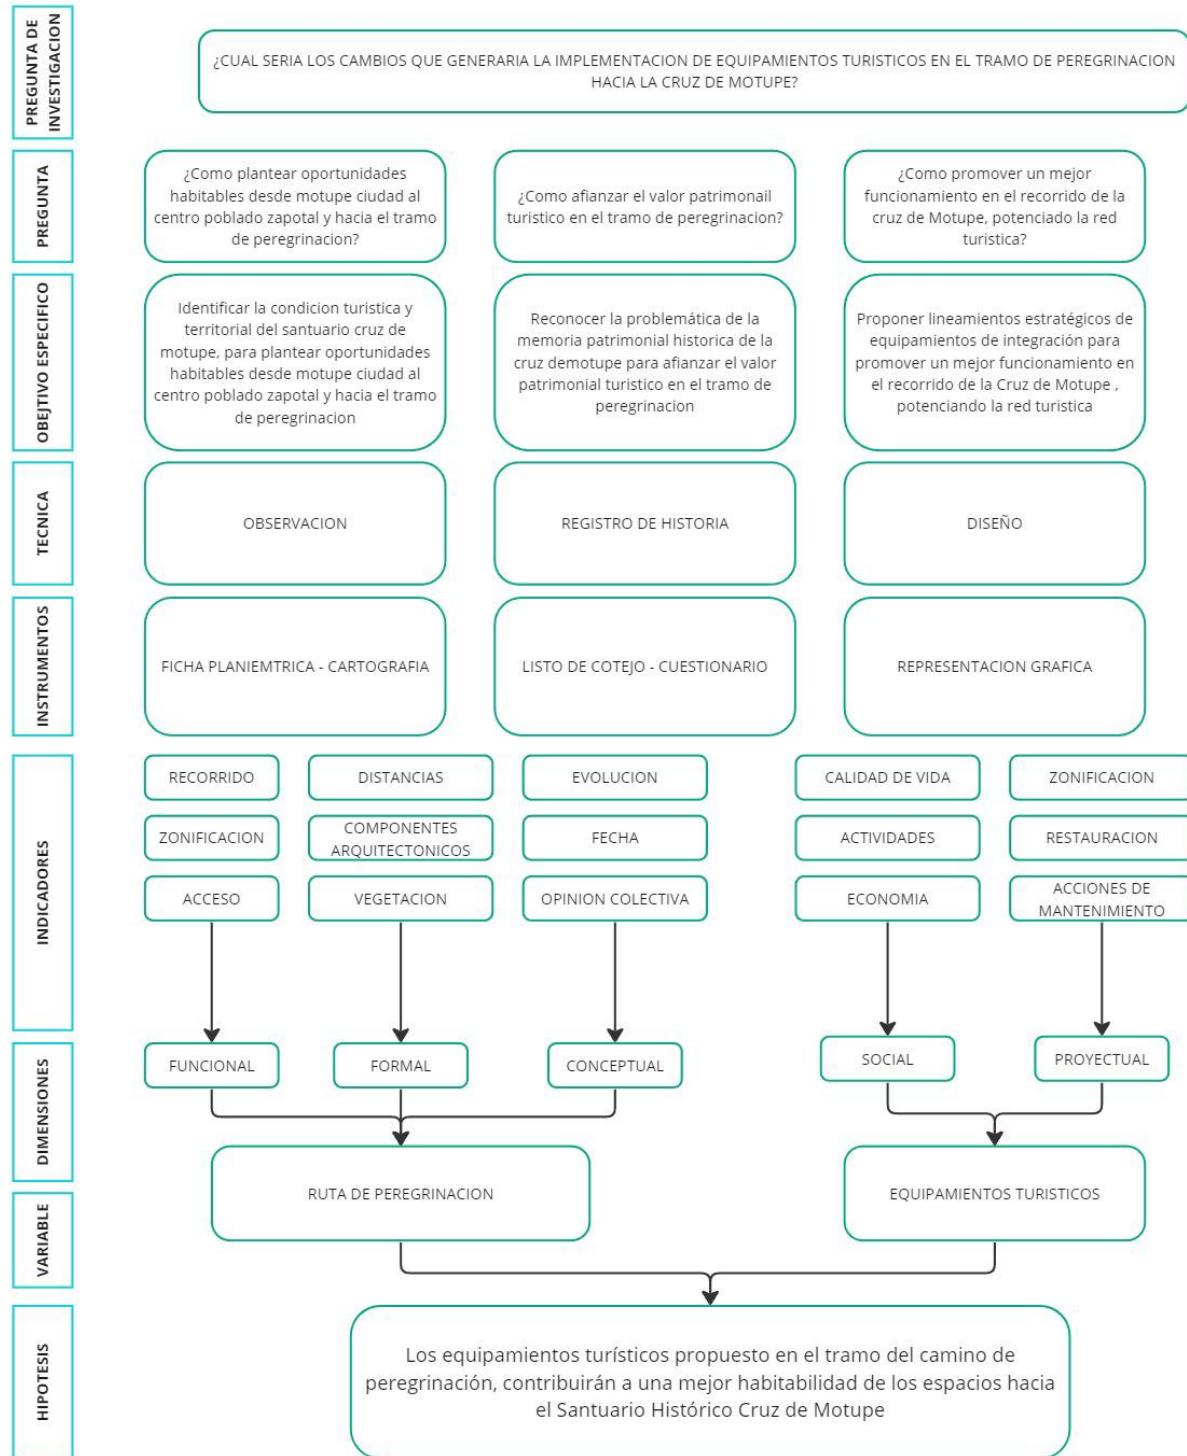 PREGUNTA DE
INVESTIGACION
¿CUAL SERIA LOS CAMBIOS QUE GENERARIA LA IMPLEMENTACION DE EQUIPAMIENTOS TURISTICOS EN EL TRAMO DE PEREGRINACION
HACIA LA CRUZ DE MOTUPE?
PREGUNTA
¿Como plantear oportunidades
habitables desde motupe ciudad al
centro poblado zapotal y hacia el tramo
de peregrinacion?
¿Como afianzar el valor patrimonail
turistico en el tramo de peregrinacion?
¿Como promover un mejor
funcionamiento en el recorrido de la
cruz de Motupe, potenciado la red
turistica?
OBEJTIVO ESPECIFICO
Identificar la condicion turistica y
territorial del santuario cruz de
motupe, para plantear oportunidades
habitables desde motupe ciudad al
centro poblado zapotal y hacia el tramo
de peregrinacion
Reconocer la problemática de la
memoria patrimonial historica de la
cruz demotupe para afianzar el valor
patrimonial turistico en el tramo de
peregrinacion
Proponer lineamientos estratégicos de
equipamientos de integración para
promover un mejor funcionamiento en
el recorrido de la Cruz de Motupe ,
potenciando la red turistica
TECNICA
OBSERVACION
REGISTRO DE HISTORIA
DISEÑO
INSTRUMENTOS
FICHA PLANIEMTRICA - CARTOGRAFIA
LISTO DE COTEJO - CUESTIONARIO
REPRESENTACION GRAFICA
INDICADORES
RECORRIDO
DISTANCIAS
EVOLUCION
CALIDAD DE VIDA
ZONIFICACION
ZONIFICACION
COMPONENTES
ARQUITECTONICOS
FECHA
ACTIVIDADES
RESTAURACION
ACCESO
VEGETACION
OPINION COLECTIVA
ECONOMIA
ACCIONES DE
MANTENIMIENTO
DIMENSIONES
FUNCIONAL
FORMAL
CONCEPTUAL
SOCIAL
PROYECTUAL
VARIABLE
RUTA DE PEREGRINACION
EQUIPAMIENTOS TURISTICOS
HIPOTESIS
Los equipamientos turísticos propuesto en el tramo del camino de
peregrinación, contribuirán a una mejor habitabilidad de los espacios hacia
el Santuario Histórico Cruz de Motupe